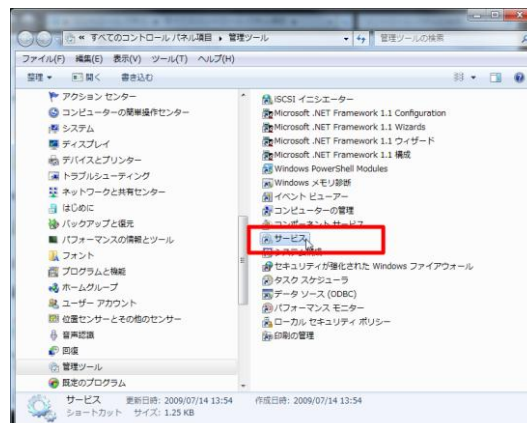 « すべてのコントロール パネル項目 ▸ 管理ツール
管理ツールの検索
ファイル(F) 編集(E) 表示(V) ツール(T) ヘルプ(H)
整理 ▾ 開く 書き込む
アクション センター
コンピューターの簡単操作センター
システム
ディスプレイ
デバイスとプリンター
トラブルシューティング
ネットワークと共有センター
はじめに
バックアップと復元
パフォーマンスの情報とツール
フォント
プログラムと機能
ホームグループ
ユーザー アカウント
位置センサーとその他のセンサー
音声認識
回復
管理ツール
既定のプログラム
iSCSI イニシエーター
Microsoft .NET Framework 1.1 Configuration
Microsoft .NET Framework 1.1 Wizards
Microsoft .NET Framework 1.1 ウィザード
Microsoft .NET Framework 1.1 構成
Windows PowerShell Modules
Windows メモリ診断
イベント ビューアー
コンピューターの管理
コンポーネント サービス
サービス
システム構成
セキュリティが強化された Windows ファイアウォール
タスク スケジューラ
データ ソース (ODBC)
パフォーマンス モニター
ローカル セキュリティ ポリシー
印刷の管理
サービス 更新日時: 2009/07/14 13:54 作成日時: 2009/07/14 13:54
ショートカット サイズ: 1.25 KB